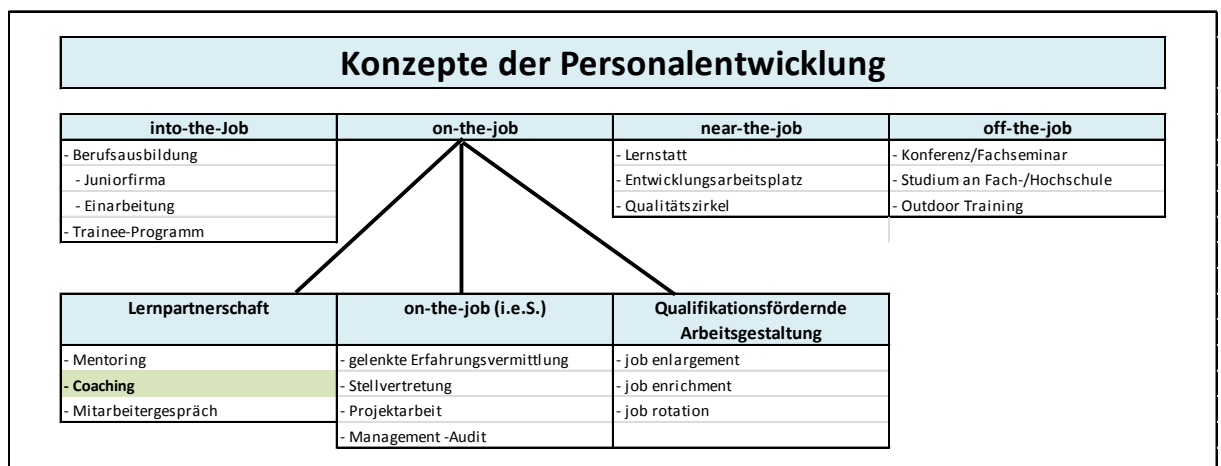 Konzepte der Personalentwicklung
into-the-Job
on-the-job
near-the-job
off-the-job
- Berufsausbildung
- Juniorfirma
- Einarbeitung
- Trainee-Programm
- Lernstatt
- Entwicklungsarbeitsplatz
- Qualitätszirkel
- Konferenz/Fachseminar
- Studium an Fach-/Hochschule
- Outdoor Training
Lernpartnerschaft
- Mentoring
- Coaching
- Mitarbeitergespräch
on-the-job (i.e.S.)
- gelenkte Erfahrungsvermittlung
- Stellvertretung
- Projektarbeit
- Management -Audit
Qualifikationsfördernde
Arbeitsgestaltung
- job enlargement
- job enrichment
- job rotation